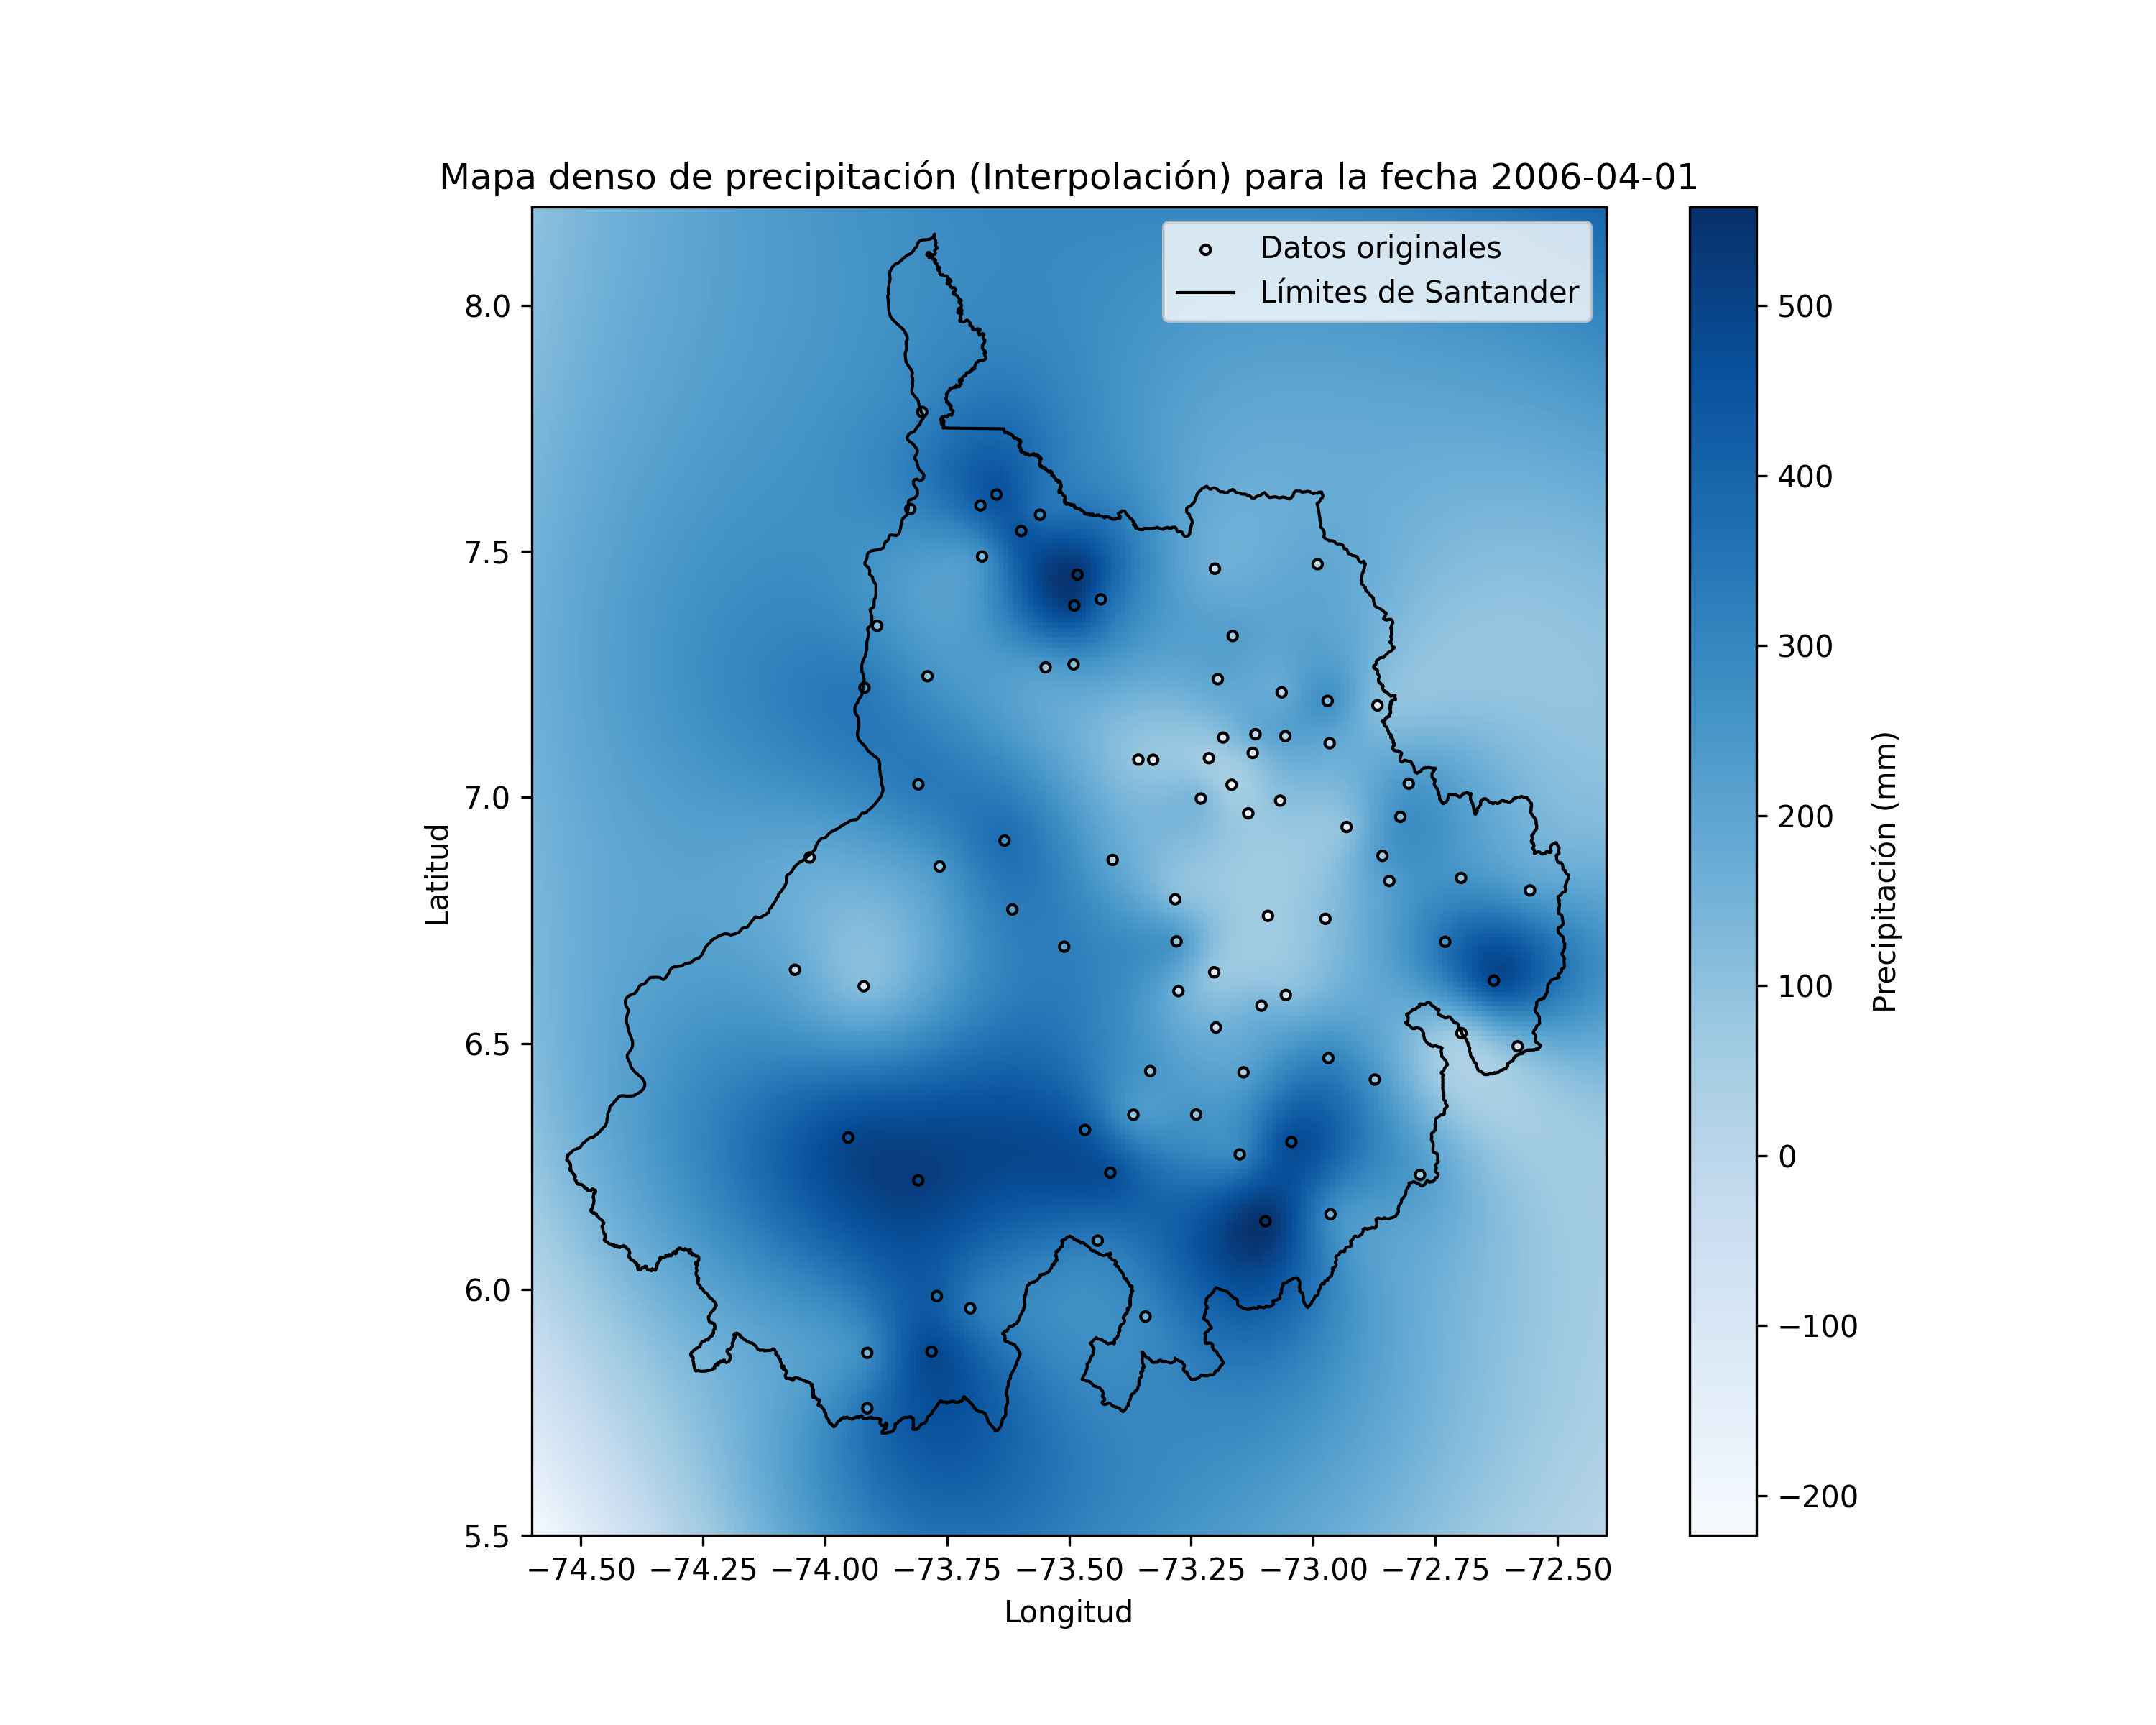 Mapa denso de precipitación (Interpolación) para la fecha 2006-04-01
Datos originales
Límites de Santander
8.0
7.5
7.0
6.5
6.0
5.5
Latitud
−74.50 −74.25 −74.00 −73.75 −73.50 −73.25 −73.00 −72.75 −72.50
Longitud
500
400
300
200
100
0
−100
−200
Precipitación (mm)